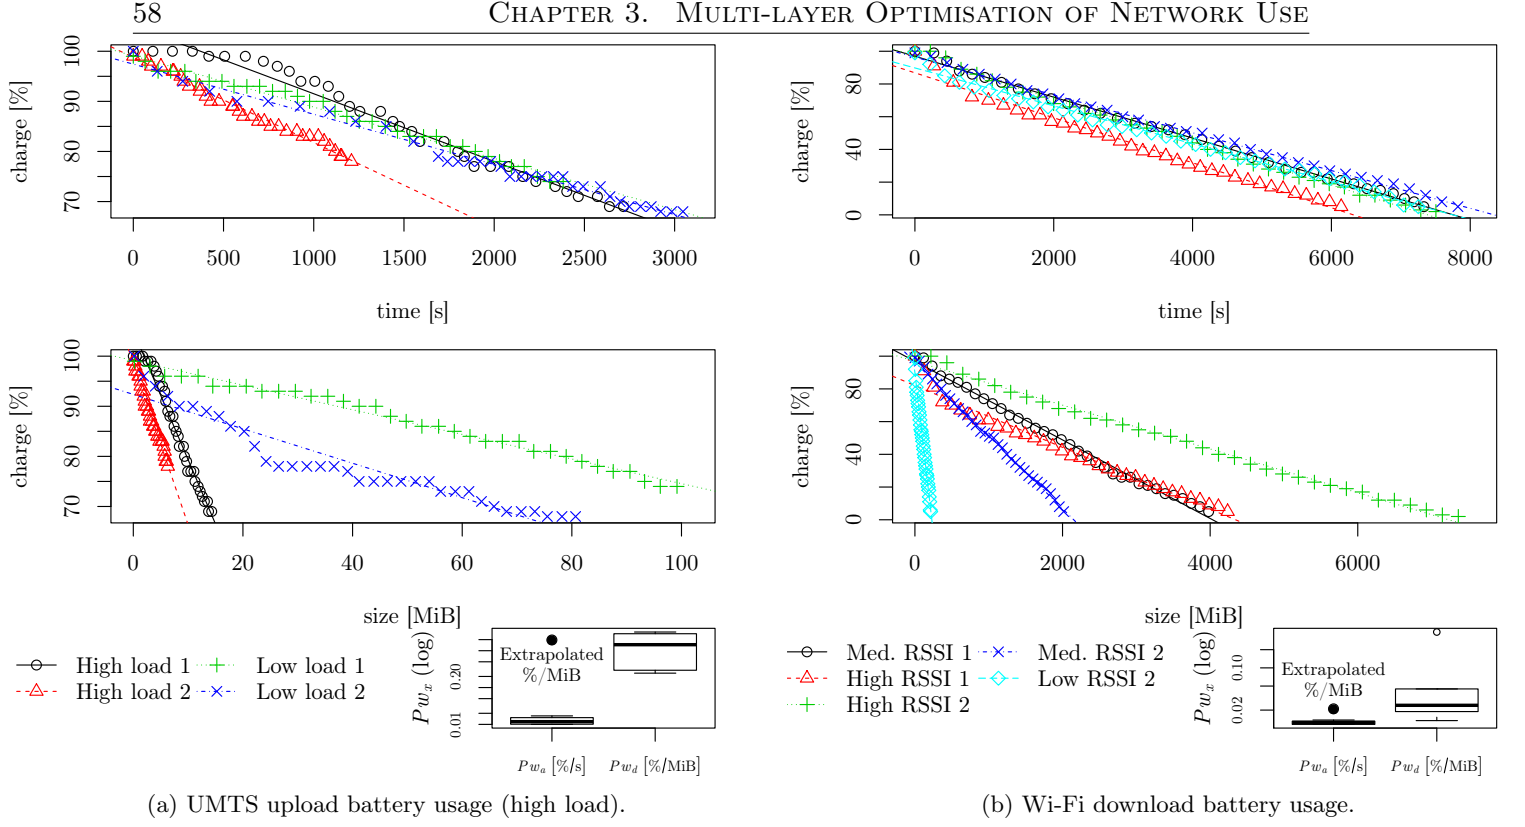 58 CHAPTER 3. MULTI-LAYER OPTIMISATION OF NETWORK USE
charge [%]
100
90
80
70
0 500 1000 1500 2000 2500 3000
time [s]
charge [%]
80
40
0
0 2000 4000 6000 8000
time [s]
charge [%]
100
90
80
70
0 20 40 60 80 100
size [MiB]
charge [%]
80
40
0
0 2000 4000 6000
size [MiB]
High load 1 Low load 1
High load 2 Low load 2
Pw_x (log)
0.20
0.01
Extrapolated
%/MiB
Pw_a [%/s] Pw_d [%/MiB]
Med. RSSI 1 Med. RSSI 2
High RSSI 1 Low RSSI 2
High RSSI 2
Pw_x (log)
0.10
0.02
Extrapolated
%/MiB
Pw_a [%/s] Pw_d [%/MiB]
(a) UMTS upload battery usage (high load).
(b) Wi-Fi download battery usage.